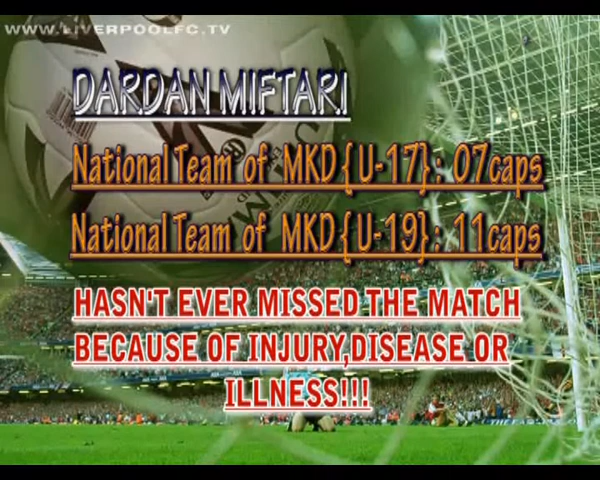 WWW.LIVERPOOLFC.TV
DARDAN MIFTARI
National Team of MKD{U-17}: 07caps
National Team of MKD{U-19}: 11caps
HASN'T EVER MISSED THE MATCH
BECAUSE OF INJURY,DISEASE OR
ILLNESS!!!